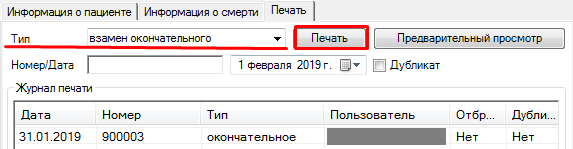 Информация о пациенте Информация о смерти Печать
Тип взамен окончательного Печать Предварительный просмотр
Номер/Дата 1 февраля 2019 г. Дубликат
Журнал печати
Дата Номер Тип Пользователь Отбр... Дубли...
31.01.2019 900003 окончательное Нет Нет